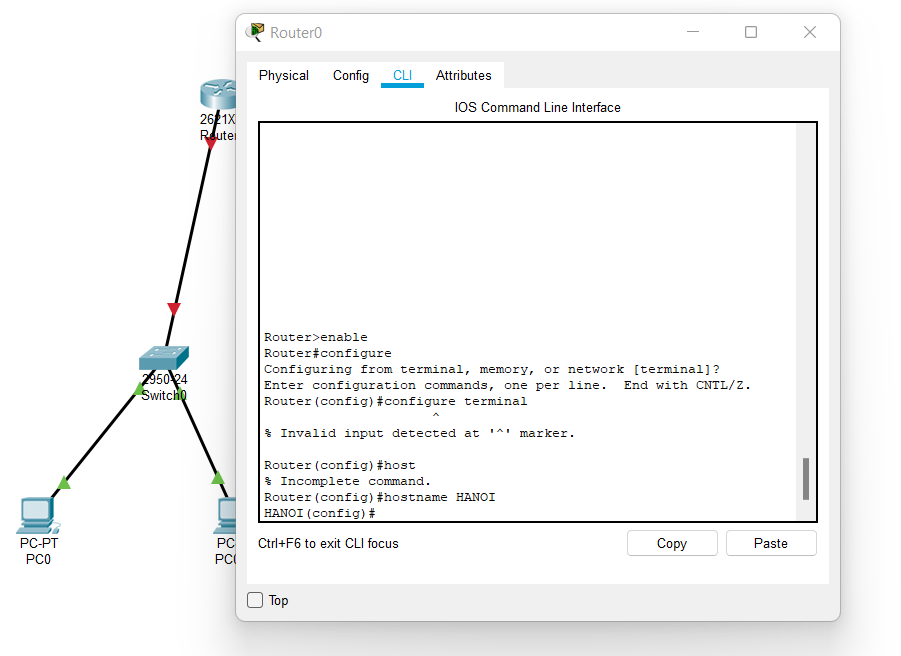 Router0
Physical Config CLI Attributes
IOS Command Line Interface
Router>enable
Router#configure
Configuring from terminal, memory, or network [terminal]?
Enter configuration commands, one per line.  End with CNTL/Z.
Router(config)#configure terminal
^
% Invalid input detected at '^' marker.
Router(config)#host
% Incomplete command.
Router(config)#hostname HANOI
HANOI(config)#
Ctrl+F6 to exit CLI focus
Copy Paste
Top
2621X
Router
2950-24
Switch0
PC-PT
PC0
PC
PC